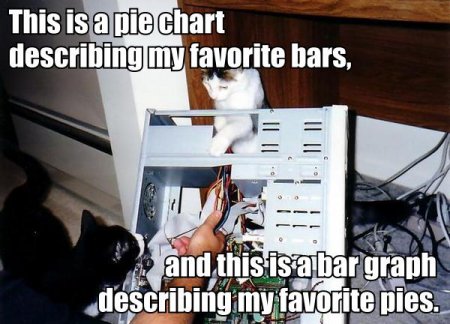 This is a pie chart
describing my favorite bars,
and this is a bar graph
describing my favorite pies.